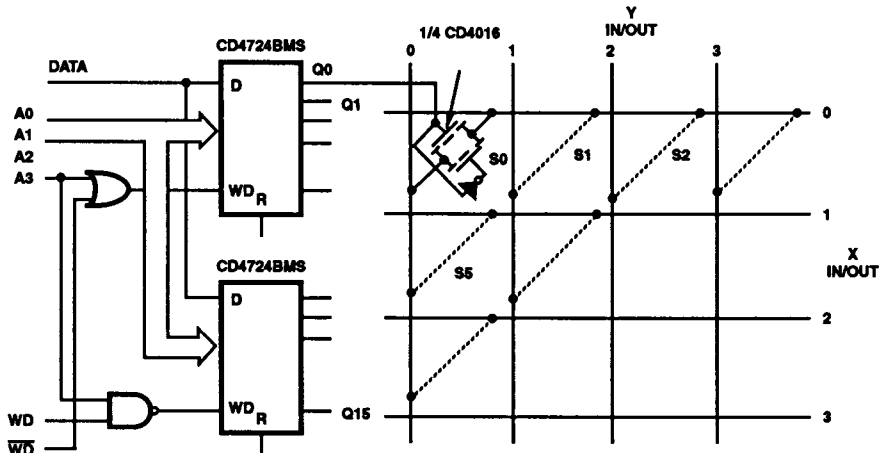 Y
IN/OUT
1/4 CD4016
0 1 2 3
CD4724BMS
DATA
D
Q0
Q1
0
A0
A1
A2
A3
WD
R
S0
S1
S2
1
CD4724BMS
D
S5
X
IN/OUT
2
WD
R
Q15
3
WD
WD